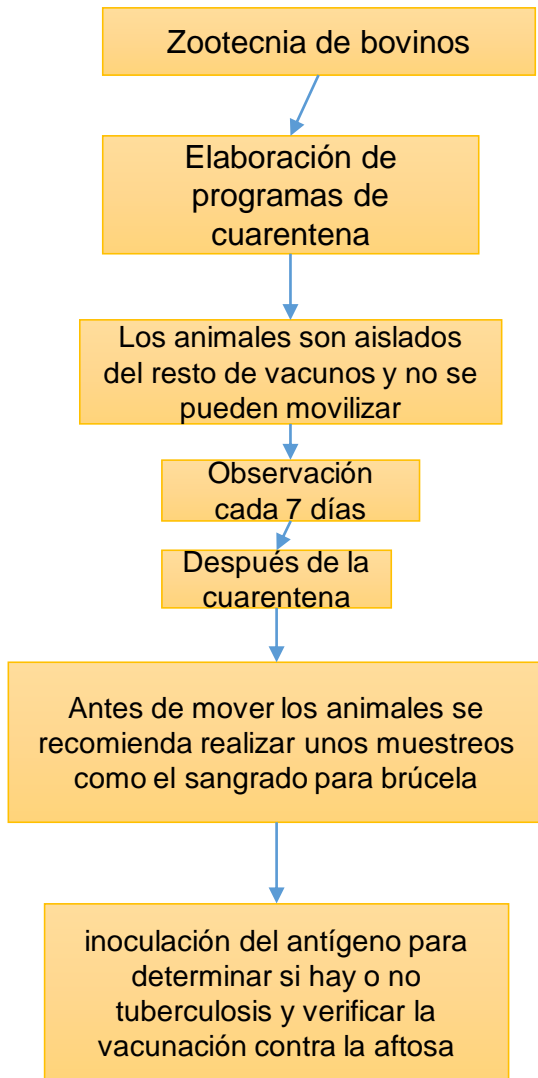 Zootecnia de bovinos
Elaboración de
programas de
cuarentena
Los animales son aislados
del resto de vacunos y no se
pueden movilizar
Observación
cada 7 días
Después de la
cuarentena
Antes de mover los animales se
recomienda realizar unos muestreos
como el sangrado para brúcela
inoculación del antígeno para
determinar si hay o no
tuberculosis y verificar la
vacunación contra la aftosa